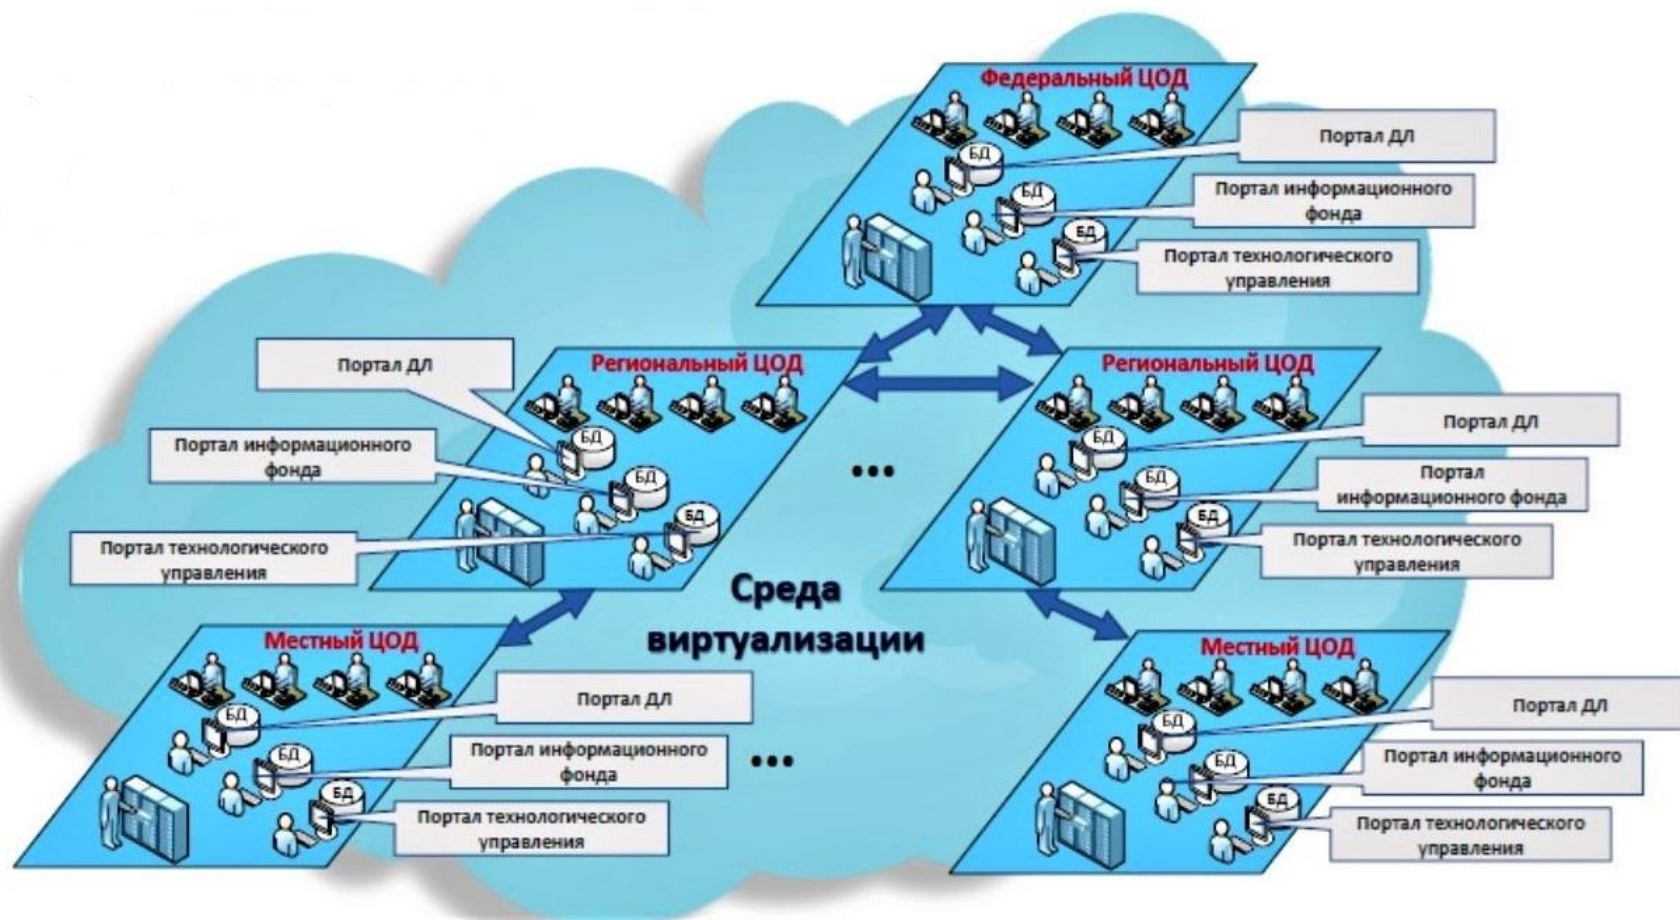 Федеральный ЦОД
БД
Портал ДЛ
БД
Портал информационного
фонда
БД
Портал технологического
управления
Региональный ЦОД
Портал ДЛ
БД
Портал информационного
фонда
БД
Портал технологического
управления
БД
...
Региональный ЦОД
БД
Портал ДЛ
БД
Портал
информационного фонда
БД
Портал технологического
управления
Среда
виртуализации
Местный ЦОД
БД
Портал ДЛ
БД
Портал информационного
фонда
БД
Портал технологического
управления
...
Местный ЦОД
БД
Портал ДЛ
БД
Портал информационного
фонда
БД
Портал технологического
управления